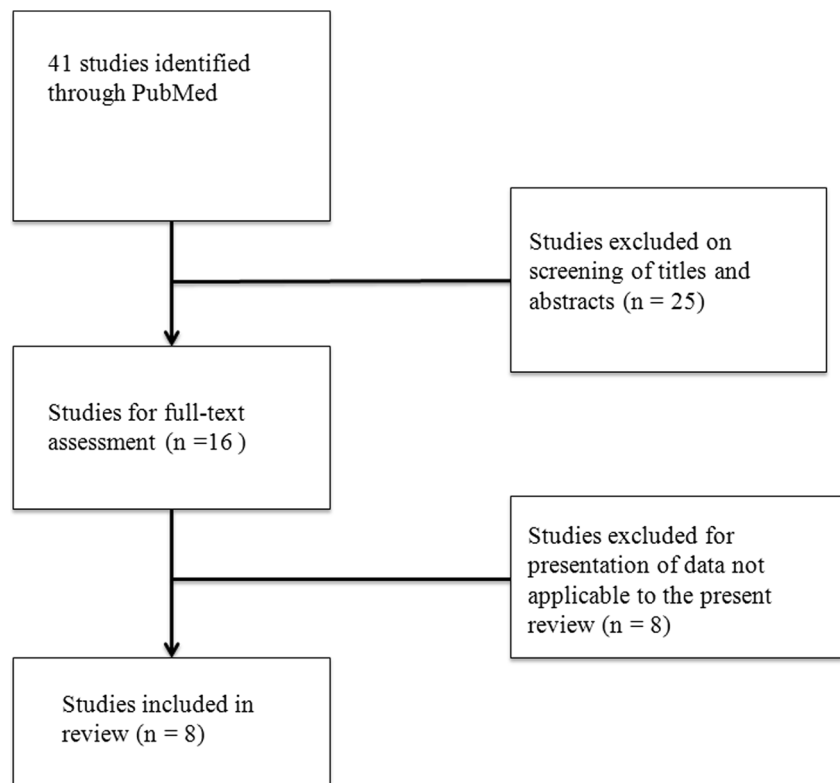 41 studies identified
through PubMed
Studies excluded on
screening of titles and
abstracts (n = 25)
Studies for full-text
assessment (n =16 )
Studies excluded for
presentation of data not
applicable to the present
review (n = 8)
Studies included in
review (n = 8)